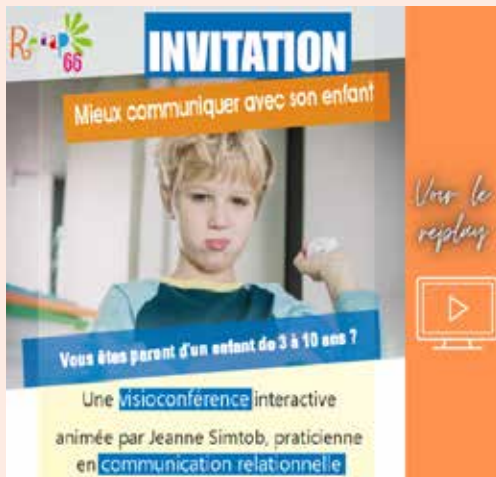 Reaap
66
INVITATION
Mieux communiquer avec son enfant
Voir le
replay
Vous êtes parent d'un enfant de 3 à 10 ans ?
Une visioconférence interactive
animée par Jeanne Simtob, praticienne
en communication relationnelle